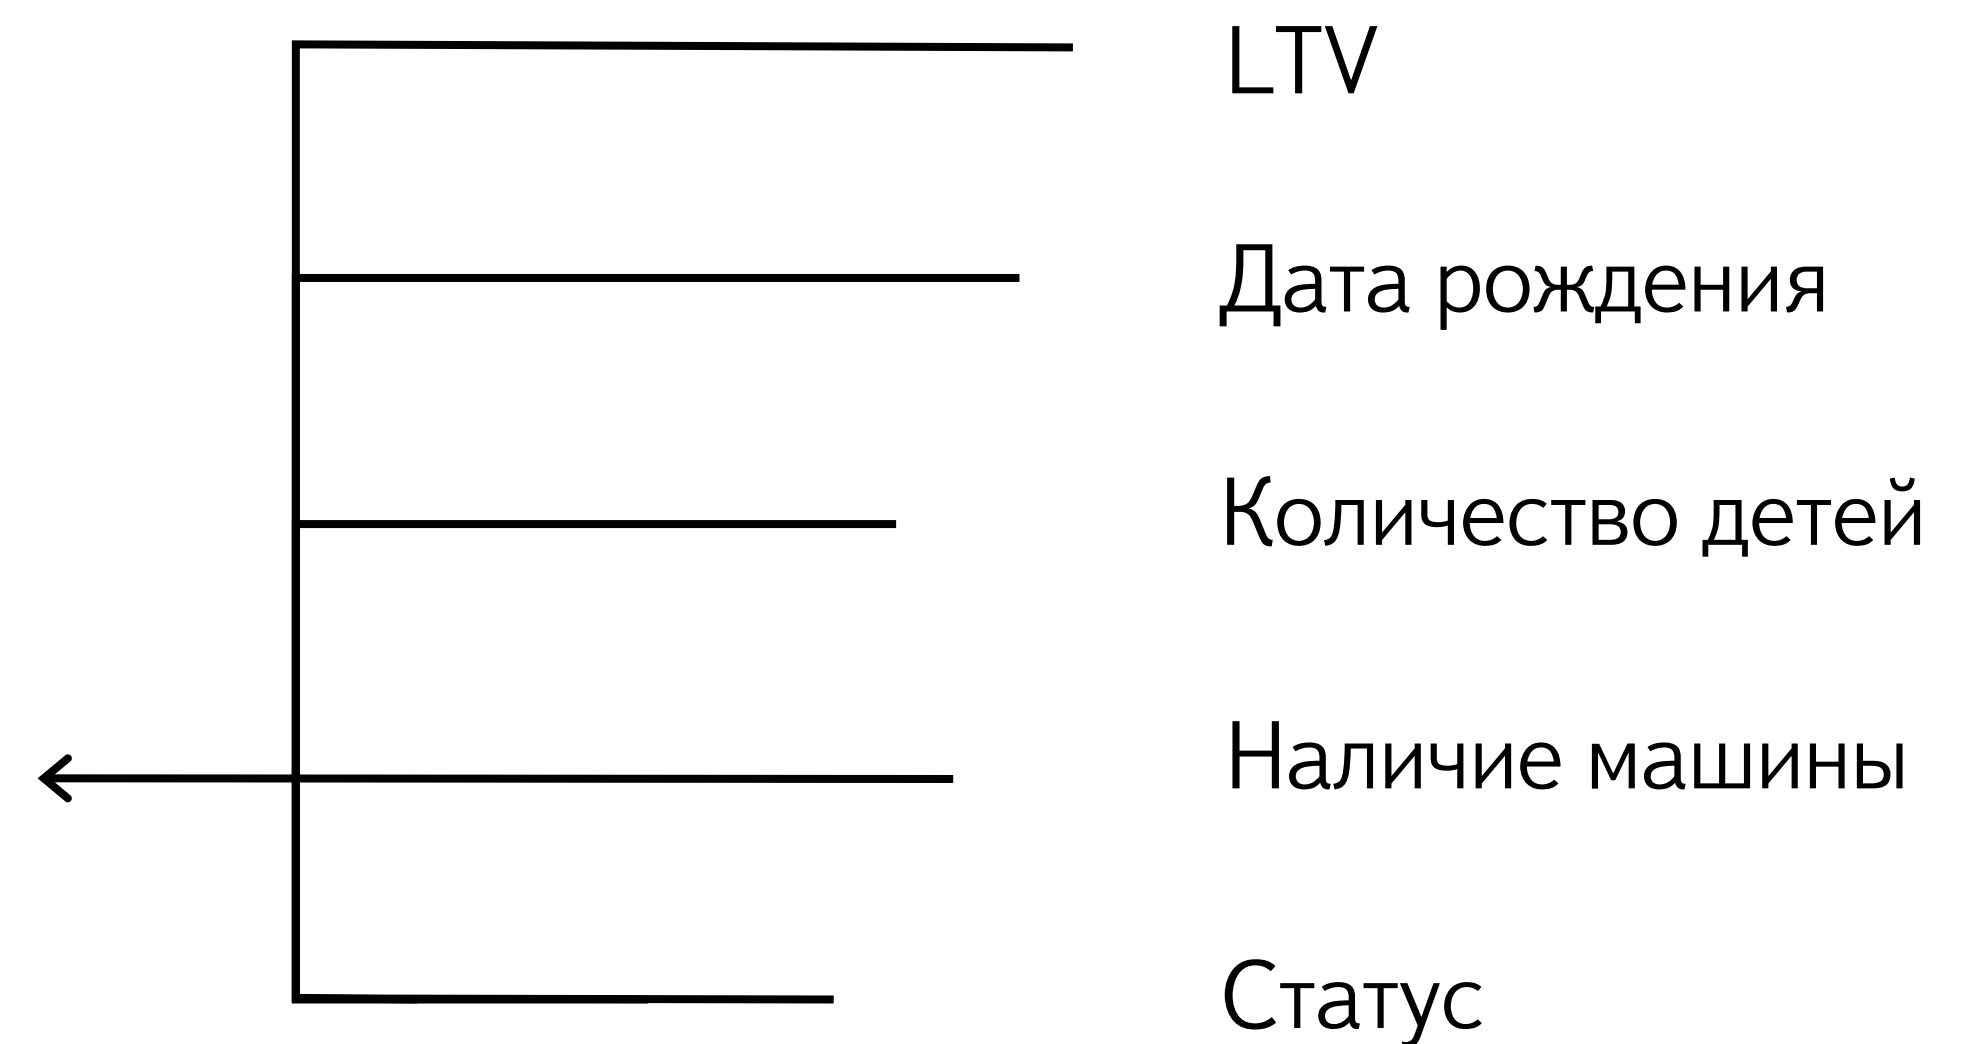 LTV
Дата рождения
Количество детей
Наличие машины
Статус